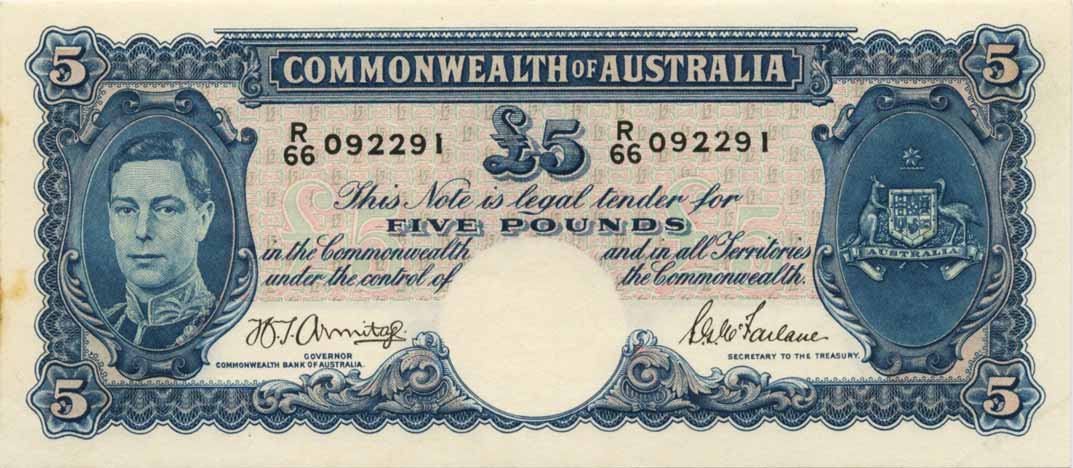 5 5
COMMONWEALTH OF AUSTRALIA
R/66 092291 £5 R/66 092291
This Note is legal tender for
FIVE POUNDS
in the Commonwealth and in all Territories
under the control of the Commonwealth.
AUSTRALIA
H.T. Armitage S.G. McFarlane
GOVERNOR
COMMONWEALTH BANK OF AUSTRALIA.
SECRETARY TO THE TREASURY.
5 5